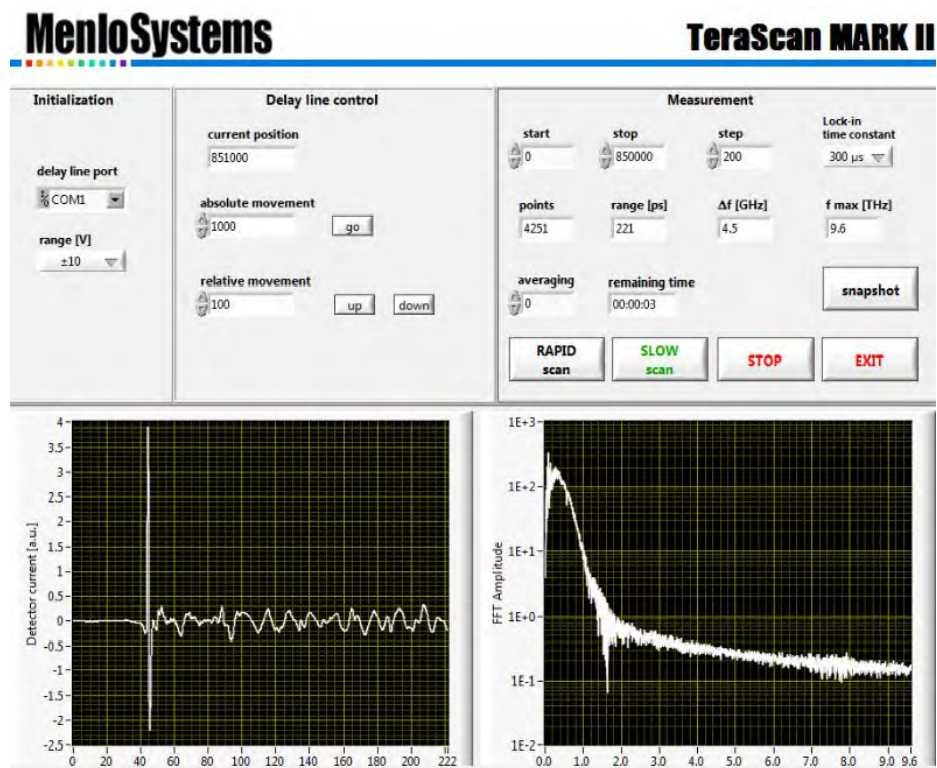 MenloSystems
TeraScan MARK II
Initialization
delay line port
COM1
range [V]
±10
Delay line control
current position
851000
absolute movement
1000
go
relative movement
100
up
down
Measurement
start
stop
step
Lock-in
time constant
0
850000
200
300 µs
points
range [ps]
Δf [GHz]
f max [THz]
4251
221
4.5
9.6
averaging
remaining time
0
00:00:03
snapshot
RAPID
scan
SLOW
scan
STOP
EXIT
Detector current [a.u.]
4
3.5
3
2.5
2
1.5
1
0.5
0
-0.5
-1
-1.5
-2
-2.5
0 20 40 60 80 100 120 140 160 180 200 222
FFT Amplitude
1E+3
1E+2
1E+1
1E+0
1E-1
1E-2
0.0 1.0 2.0 3.0 4.0 5.0 6.0 7.0 8.0 9.0 9.6